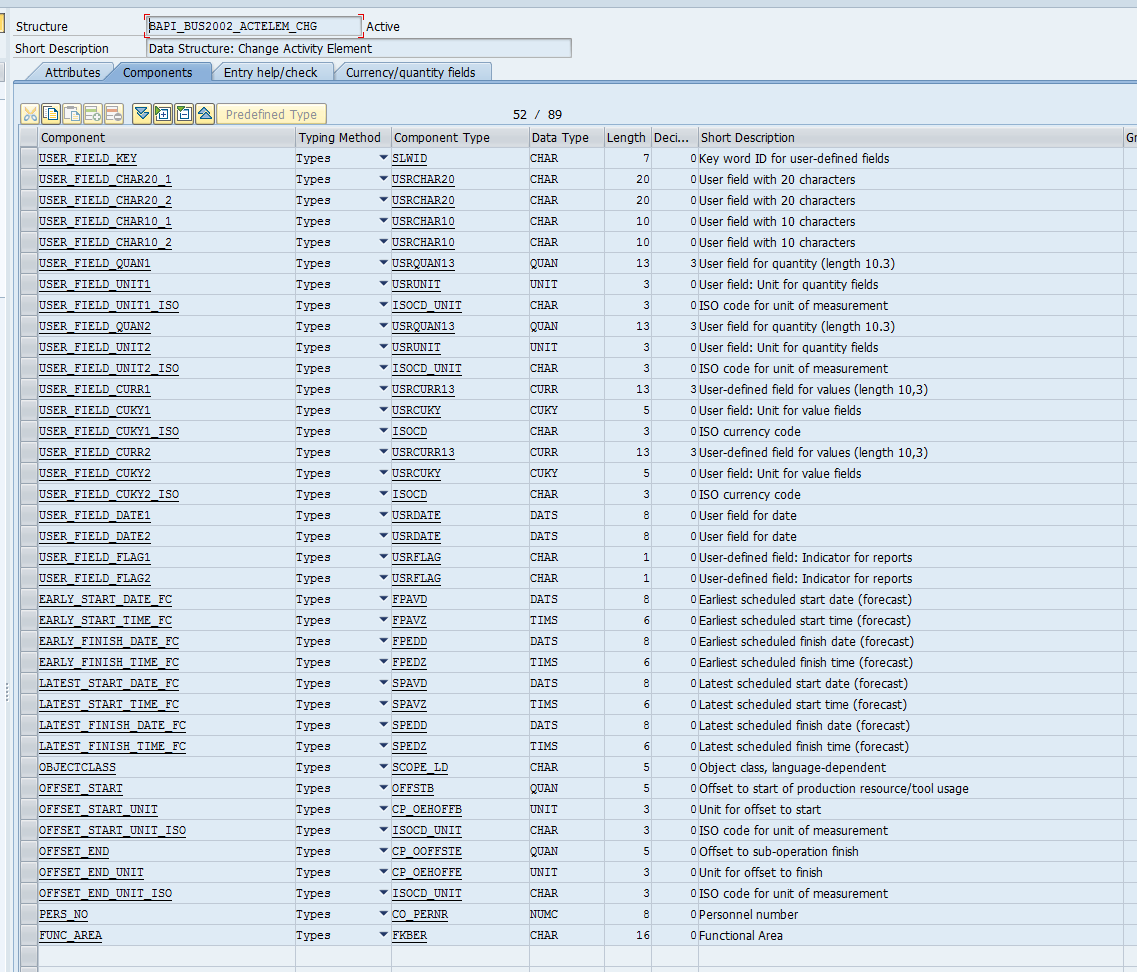 Structure BAPI_BUS2002_ACTELEM_CHG Active
Short Description Data Structure: Change Activity Element
Attributes Components Entry help/check Currency/quantity fields
Predefined Type 52 / 89
Component Typing Method Component Type Data Type Length Deci... Short Description Gr
USER_FIELD_KEY Types SLWID CHAR 7 0 Key word ID for user-defined fields
USER_FIELD_CHAR20_1 Types USRCHAR20 CHAR 20 0 User field with 20 characters
USER_FIELD_CHAR20_2 Types USRCHAR20 CHAR 20 0 User field with 20 characters
USER_FIELD_CHAR10_1 Types USRCHAR10 CHAR 10 0 User field with 10 characters
USER_FIELD_CHAR10_2 Types USRCHAR10 CHAR 10 0 User field with 10 characters
USER_FIELD_QUAN1 Types USRQUAN13 QUAN 13 3 User field for quantity (length 10.3)
USER_FIELD_UNIT1 Types USRUNIT UNIT 3 0 User field: Unit for quantity fields
USER_FIELD_UNIT1_ISO Types ISOCD_UNIT CHAR 3 0 ISO code for unit of measurement
USER_FIELD_QUAN2 Types USRQUAN13 QUAN 13 3 User field for quantity (length 10.3)
USER_FIELD_UNIT2 Types USRUNIT UNIT 3 0 User field: Unit for quantity fields
USER_FIELD_UNIT2_ISO Types ISOCD_UNIT CHAR 3 0 ISO code for unit of measurement
USER_FIELD_CURR1 Types USRCURR13 CURR 13 3 User-defined field for values (length 10,3)
USER_FIELD_CUKY1 Types USRCUKY CUKY 5 0 User field: Unit for value fields
USER_FIELD_CUKY1_ISO Types ISOCD CHAR 3 0 ISO currency code
USER_FIELD_CURR2 Types USRCURR13 CURR 13 3 User-defined field for values (length 10,3)
USER_FIELD_CUKY2 Types USRCUKY CUKY 5 0 User field: Unit for value fields
USER_FIELD_CUKY2_ISO Types ISOCD CHAR 3 0 ISO currency code
USER_FIELD_DATE1 Types USRDATE DATS 8 0 User field for date
USER_FIELD_DATE2 Types USRDATE DATS 8 0 User field for date
USER_FIELD_FLAG1 Types USRFLAG CHAR 1 0 User-defined field: Indicator for reports
USER_FIELD_FLAG2 Types USRFLAG CHAR 1 0 User-defined field: Indicator for reports
EARLY_START_DATE_FC Types FPAVD DATS 8 0 Earliest scheduled start date (forecast)
EARLY_START_TIME_FC Types FPAVZ TIMS 6 0 Earliest scheduled start time (forecast)
EARLY_FINISH_DATE_FC Types FPEDD DATS 8 0 Earliest scheduled finish date (forecast)
EARLY_FINISH_TIME_FC Types FPEDZ TIMS 6 0 Earliest scheduled finish time (forecast)
LATEST_START_DATE_FC Types SPAVD DATS 8 0 Latest scheduled start date (forecast)
LATEST_START_TIME_FC Types SPAVZ TIMS 6 0 Latest scheduled start time (forecast)
LATEST_FINISH_DATE_FC Types SPEDD DATS 8 0 Latest scheduled finish date (forecast)
LATEST_FINISH_TIME_FC Types SPEDZ TIMS 6 0 Latest scheduled finish time (forecast)
OBJECTCLASS Types SCOPE_LD CHAR 5 0 Object class, language-dependent
OFFSET_START Types OFFSTB QUAN 5 0 Offset to start of production resource/tool usage
OFFSET_START_UNIT Types CP_OEHOFFB UNIT 3 0 Unit for offset to start
OFFSET_START_UNIT_ISO Types ISOCD_UNIT CHAR 3 0 ISO code for unit of measurement
OFFSET_END Types CP_OOFFSTE QUAN 5 0 Offset to sub-operation finish
OFFSET_END_UNIT Types CP_OEHOFFE UNIT 3 0 Unit for offset to finish
OFFSET_END_UNIT_ISO Types ISOCD_UNIT CHAR 3 0 ISO code for unit of measurement
PERS_NO Types CO_PERNR NUMC 8 0 Personnel number
FUNC_AREA Types FKBER CHAR 16 0 Functional Area